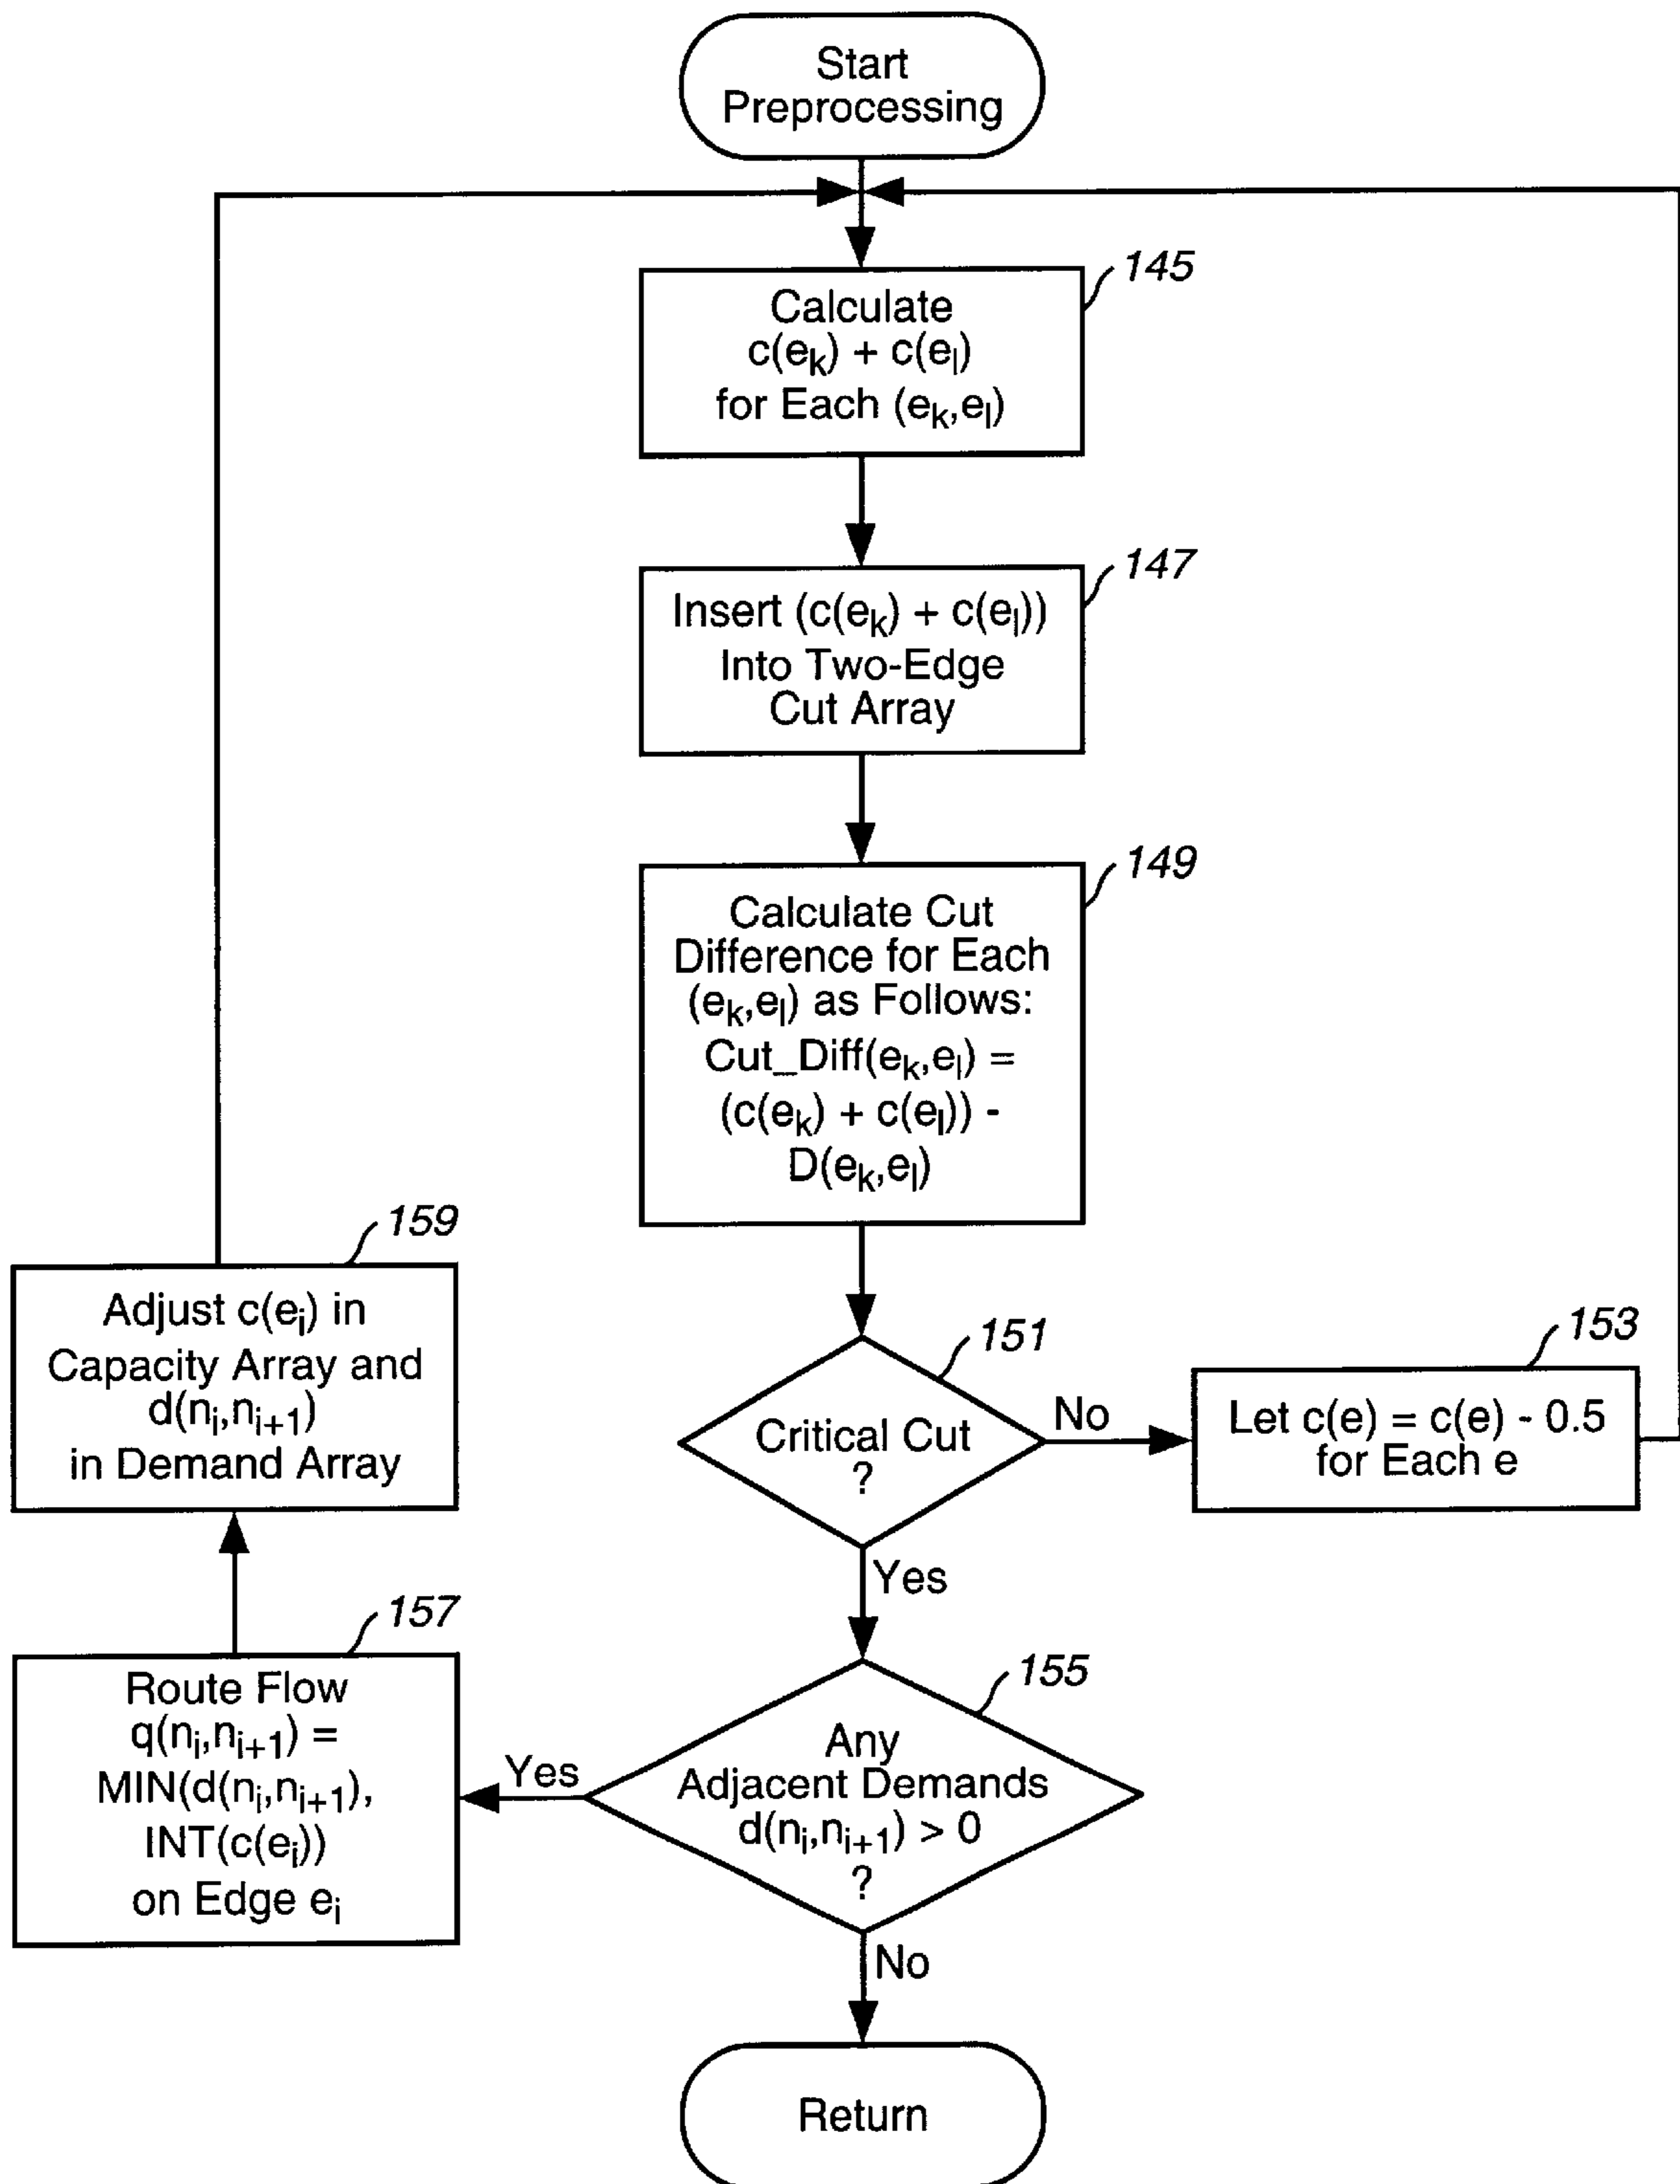 Start
Preprocessing
145
Calculate
c(eₖ) + c(eₗ)
for Each (eₖ,eₗ)
147
Insert (c(eₖ) + c(eₗ))
Into Two-Edge
Cut Array
149
Calculate Cut
Difference for Each
(eₖ,eₗ) as Follows:
Cut_Diff(eₖ,eₗ) =
(c(eₖ) + c(eₗ)) -
D(eₖ,eₗ)
151
Critical Cut
?
No
153
Let c(e) = c(e) - 0.5
for Each e
Yes
155
Any
Adjacent Demands
d(nᵢ,nᵢ₊₁) > 0
?
Yes
157
Route Flow
q(nᵢ,nᵢ₊₁) =
MIN(d(nᵢ,nᵢ₊₁),
INT(c(eᵢ))
on Edge eᵢ
159
Adjust c(eᵢ) in
Capacity Array and
d(nᵢ,nᵢ₊₁)
in Demand Array
No
Return